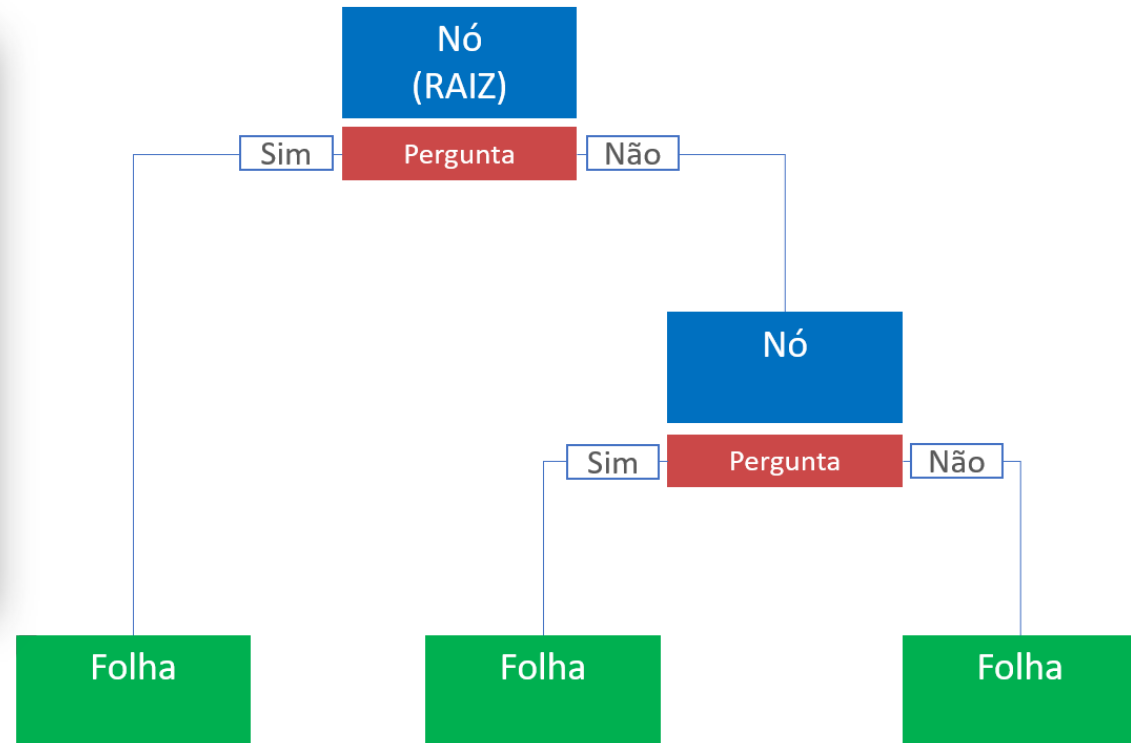 Nó
(RAIZ)
Sim
Pergunta
Não
Nó
Sim
Pergunta
Não
Folha
Folha
Folha